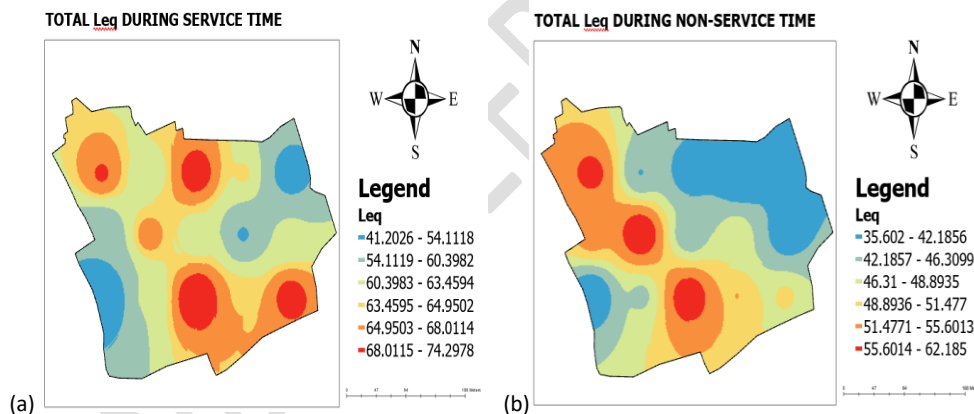 TOTAL Leq DURING SERVICE TIME
N
W E
S
Legend
Leq
41.2026 - 54.1118
54.1119 - 60.3982
60.3983 - 63.4594
63.4595 - 64.9502
64.9503 - 68.0114
68.0115 - 74.2978
(a)
TOTAL Leq DURING NON-SERVICE TIME
N
W E
S
Legend
Leq
35.602 - 42.1856
42.1857 - 46.3099
46.31 - 48.8935
48.8936 - 51.477
51.4771 - 55.6013
55.6014 - 62.185
(b)